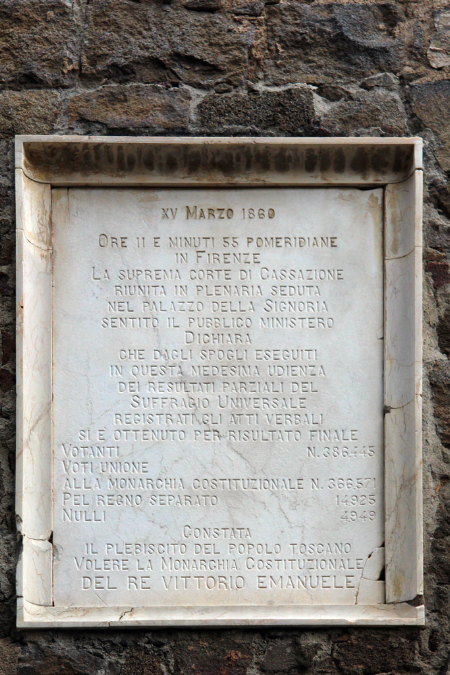 XV MARZO 1860
ORE 11 E MINUTI 55 POMERIDIANE
IN FIRENZE
LA SUPREMA CORTE DI CASSAZIONE
RIUNITA IN PLENARIA SEDUTA
NEL PALAZZO DELLA SIGNORIA
SENTITO IL PUBBLICO MINISTERO
DICHIARA
CHE DAGLI SPOGLI ESEGUITI
IN QUESTA MEDESIMA UDIENZA
DEI RESULTATI PARZIALI DEL
SUFFRAGIO UNIVERSALE
REGISTRATI GLI ATTI VERBALI
SI E OTTENUTO PER RISULTATO FINALE
VOTANTI N. 386.445
VOTI UNIONE
ALLA MONARCHIA COSTITUZIONALE N. 366.571
PEL REGNO SEPARATO 14925
NULLI 4949
CONSTATA
IL PLEBISCITO DEL POPOLO TOSCANO
VOLERE LA MONARCHIA COSTITUZIONALE
DEL RE VITTORIO EMANUELE